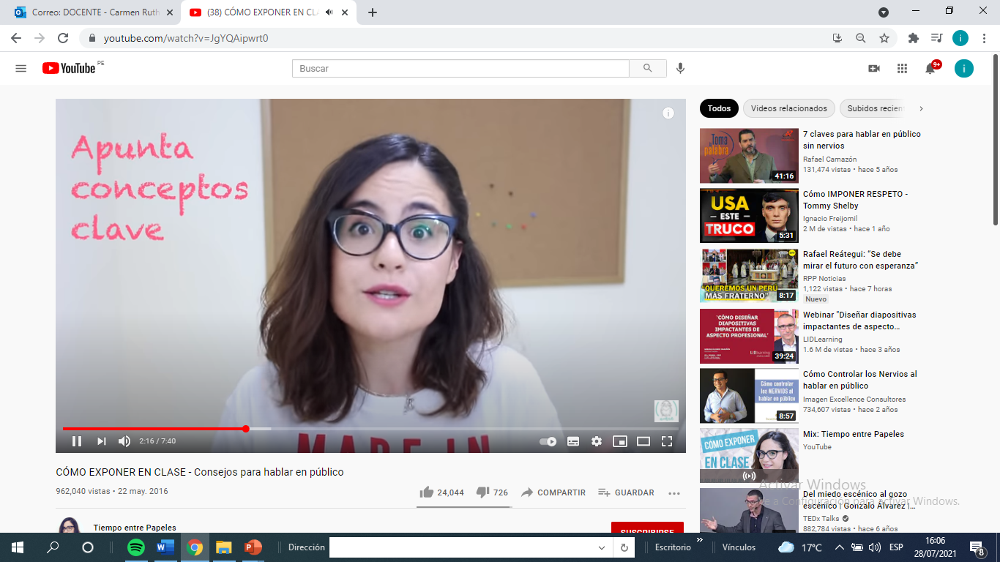 Correo: DOCENTE - Carmen Ruth
(38) CÓMO EXPONER EN CLA
youtube.com/watch?v=JgYQAipwrt0
YouTube PE
Buscar
9+
i
Apunta
conceptos
clave
MADE IN
2:16 / 7:40
CÓMO EXPONER EN CLASE - Consejos para hablar en público
962,040 vistas • 22 may. 2016
24,044
726
COMPARTIR
GUARDAR
Tiempo entre Papeles
SUSCRIBIRSE
Todos
Videos relacionados
Subidos recien
Toma
la palabra
41:16
7 claves para hablar en público
sin nervios
Rafael Camazón
131,474 vistas • hace 5 años
USA
ESTE
TRUCO
5:31
Cómo IMPONER RESPETO -
Tommy Shelby
Ignacio Freijomil
2 M de vistas • hace 1 año
"QUEREMOS UN PERÚ
MÁS FRATERNO"
8:17
Rafael Reátegui: “Se debe
mirar el futuro con esperanza”
RPP Noticias
1,122 vistas • hace 7 horas
Nuevo
'CÓMO DISEÑAR
DIAPOSITIVAS
IMPACTANTES DE
ASPECTO PROFESIONAL'
LIDLearning
39:24
Webinar "Diseñar diapositivas
impactantes de aspecto...
LIDLearning
1.6 M de vistas • hace 3 años
Cómo controlar
los NERVIOS al
hablar en público
8:57
Cómo Controlar los Nervios al
hablar en público
Imagen Excellence Consultores
734,607 vistas • hace 2 años
CÓMO EXPONER
EN CLASE
Mix: Tiempo entre Papeles
YouTube
Activar Windows
Ve a Configuración para activar Windows.
Del miedo escénico al gozo
escénico | Gonzalo Álvarez |...
TEDx Talks
882,784 vistas • hace 6 años
Dirección
Escritorio
Vínculos
17°C
ESP
16:06
28/07/2021
8